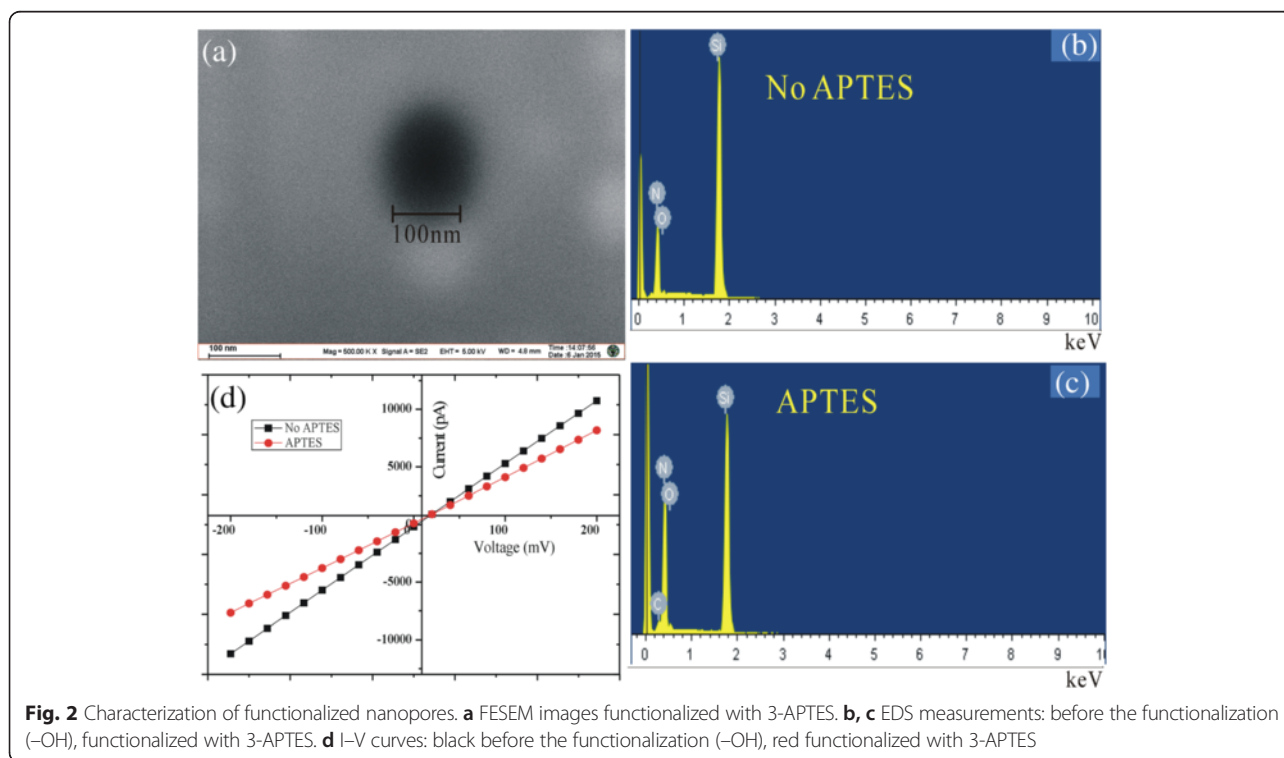 (a)
100nm
100 nm
Mag = 500.00 K X Signal A = SE2 EHT = 5.00 kV WD = 4.8 mm Time :14:07:56
Date :6 Jan 2015
(b)
Si
No APTES
N
O
0 1 2 3 4 5 6 7 8 9 10
keV
(d)
No APTES
APTES
Current (pA)
10000
5000
0
-5000
-10000
-200 -100 100 200
Voltage (mV)
(c)
Si
APTES
N
O
C
0 1 2 3 4 5 6 7 8 9 1
keV
Fig. 2 Characterization of functionalized nanopores. a FESEM images functionalized with 3-APTES. b, c EDS measurements: before the functionalization
(–OH), functionalized with 3-APTES. d I–V curves: black before the functionalization (–OH), red functionalized with 3-APTES